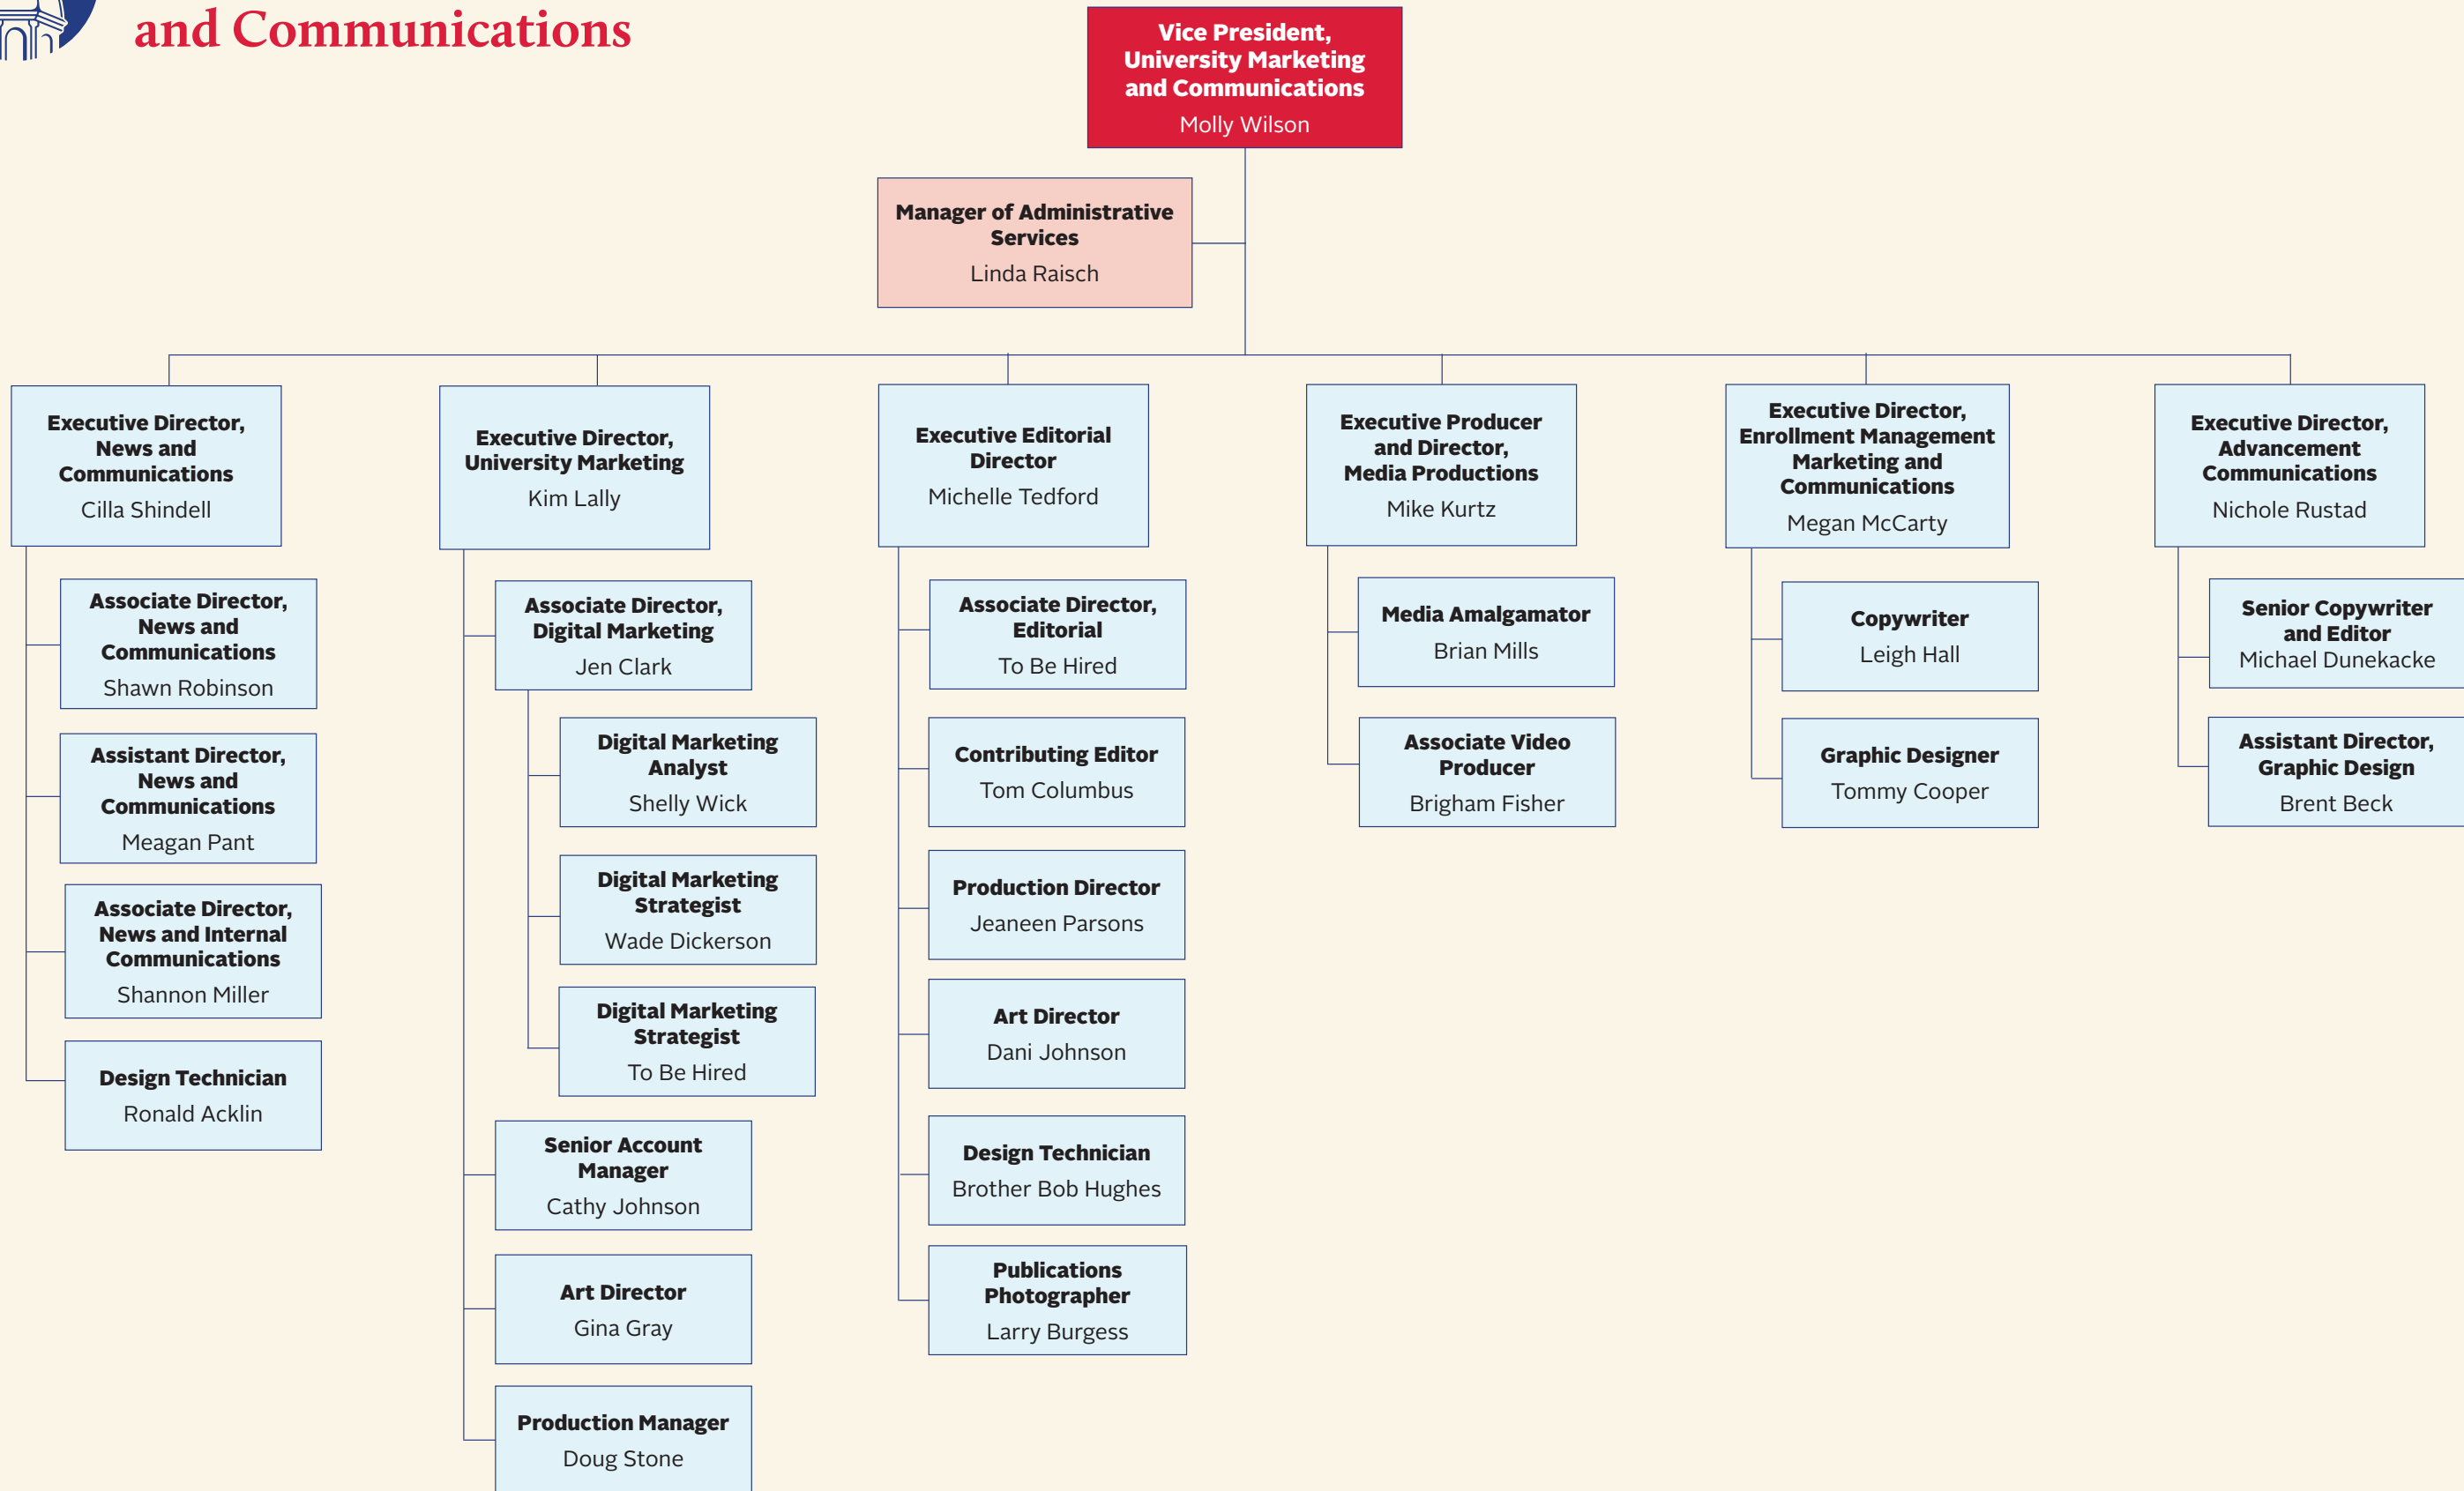 and Communications
Vice President,
University Marketing
and Communications
Molly Wilson
Manager of Administrative
Services
Linda Raisch
Executive Director,
News and
Communications
Cilla Shindell
Associate Director,
News and
Communications
Shawn Robinson
Assistant Director,
News and
Communications
Meagan Pant
Associate Director,
News and Internal
Communications
Shannon Miller
Design Technician
Ronald Acklin
Executive Director,
University Marketing
Kim Lally
Associate Director,
Digital Marketing
Jen Clark
Digital Marketing
Analyst
Shelly Wick
Digital Marketing
Strategist
Wade Dickerson
Digital Marketing
Strategist
To Be Hired
Senior Account
Manager
Cathy Johnson
Art Director
Gina Gray
Production Manager
Doug Stone
Executive Editorial
Director
Michelle Tedford
Associate Director,
Editorial
To Be Hired
Contributing Editor
Tom Columbus
Production Director
Jeaneen Parsons
Art Director
Dani Johnson
Design Technician
Brother Bob Hughes
Publications
Photographer
Larry Burgess
Executive Producer
and Director,
Media Productions
Mike Kurtz
Media Amalgamator
Brian Mills
Associate Video
Producer
Brigham Fisher
Executive Director,
Enrollment Management
Marketing and
Communications
Megan McCarty
Copywriter
Leigh Hall
Graphic Designer
Tommy Cooper
Executive Director,
Advancement
Communications
Nichole Rustad
Senior Copywriter
and Editor
Michael Dunekacke
Assistant Director,
Graphic Design
Brent Beck